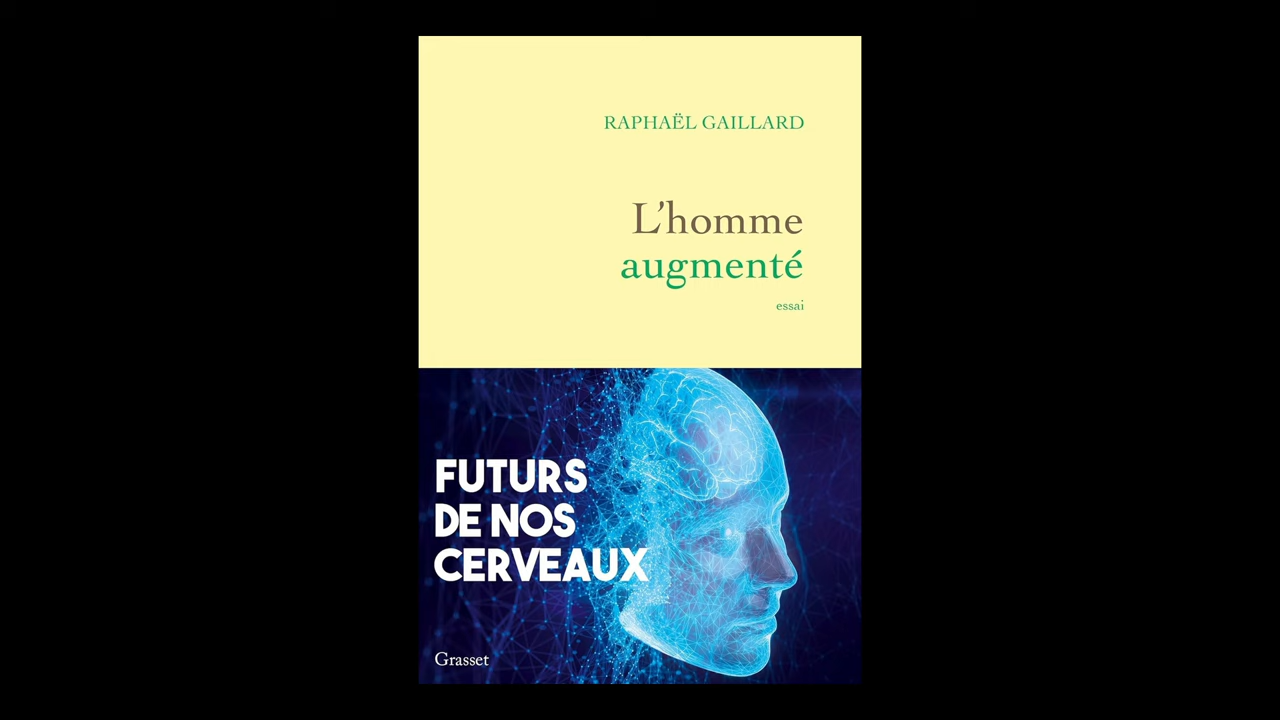 RAPHAËL GAILLARD
L’homme
augmenté
essai
FUTURS
DE NOS
CERVEAUX
Grasset